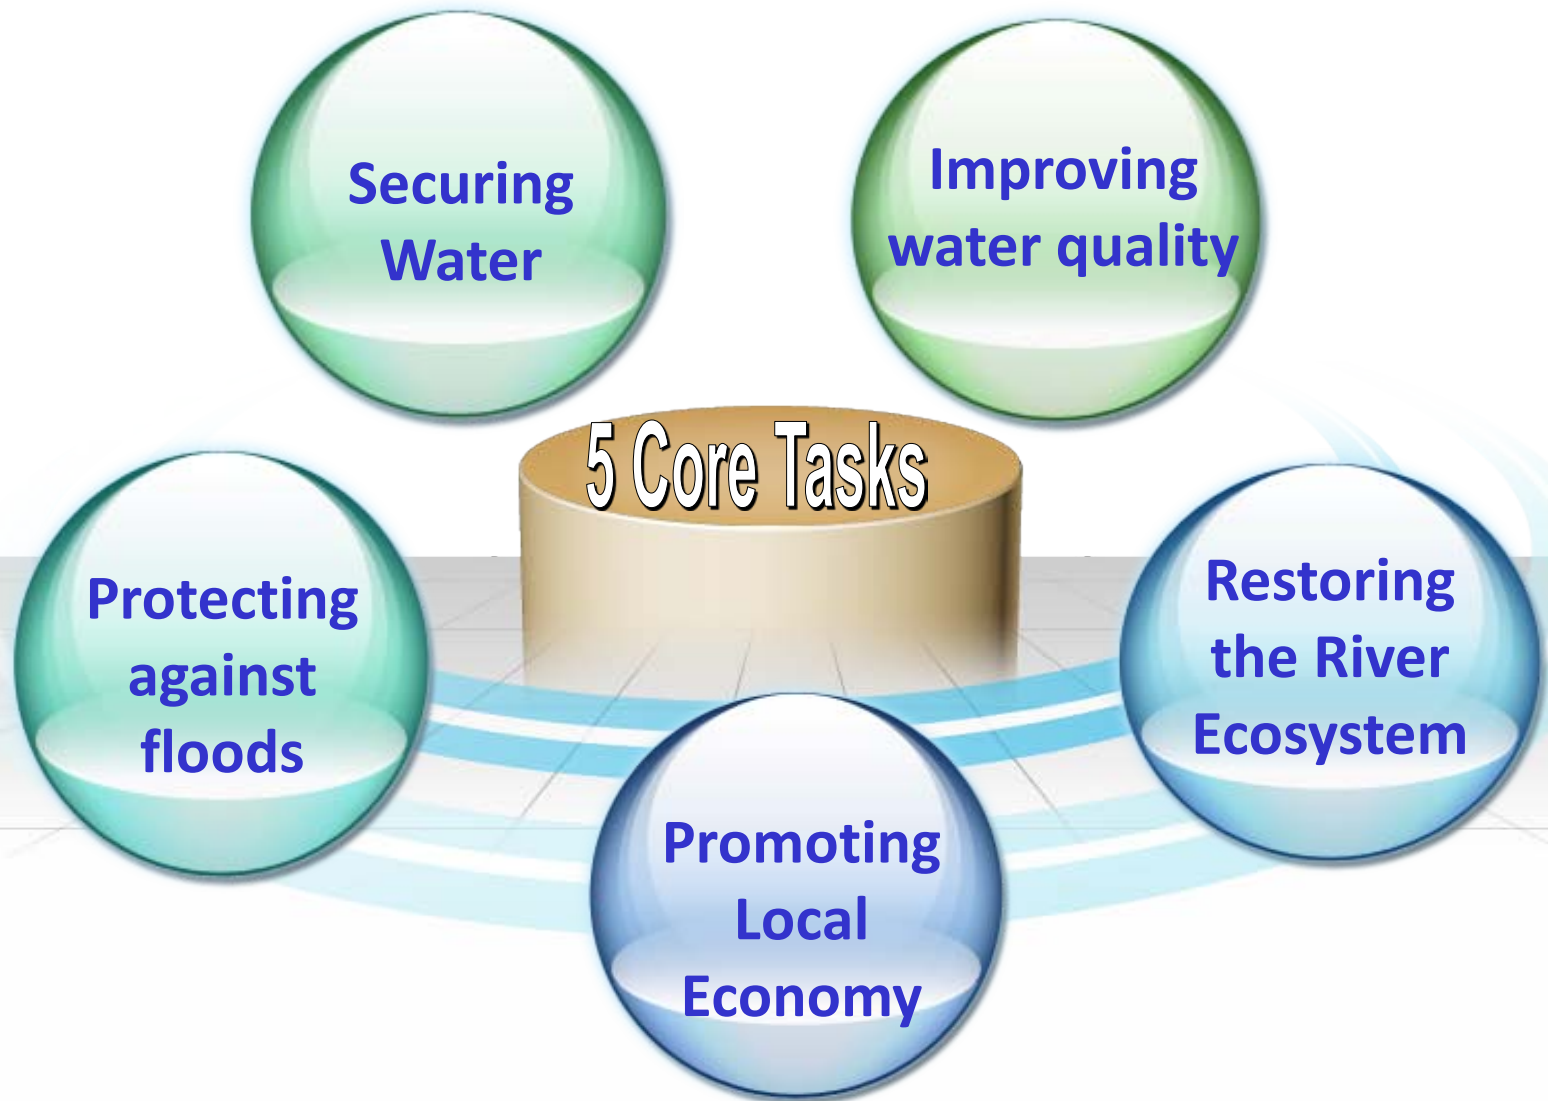 Securing
Water
Improving
water quality
5 Core Tasks
Protecting
against
floods
Restoring
the River
Ecosystem
Promoting
Local
Economy